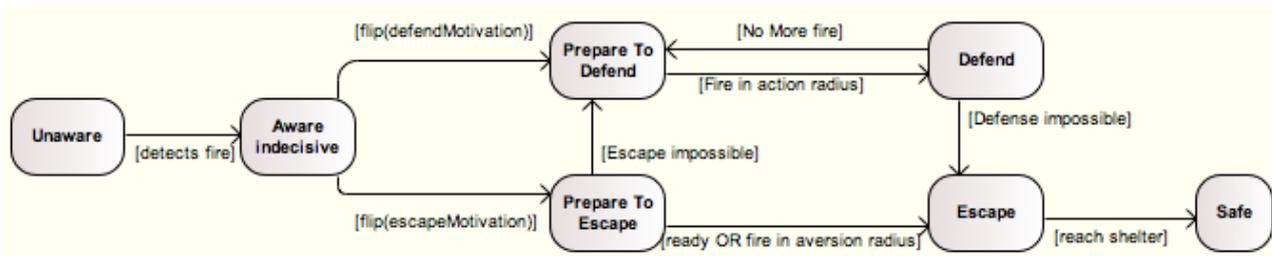 [flip(defendMotivation)]
Prepare To
Defend
[No More fire]
[Fire in action radius]
Defend
Unaware
[detects fire]
Aware
indecisive
[Escape impossible]
[Defense impossible]
[flip(escapeMotivation)]
Prepare To
Escape
[ready OR fire in aversion radius]
Escape
[reach shelter]
Safe